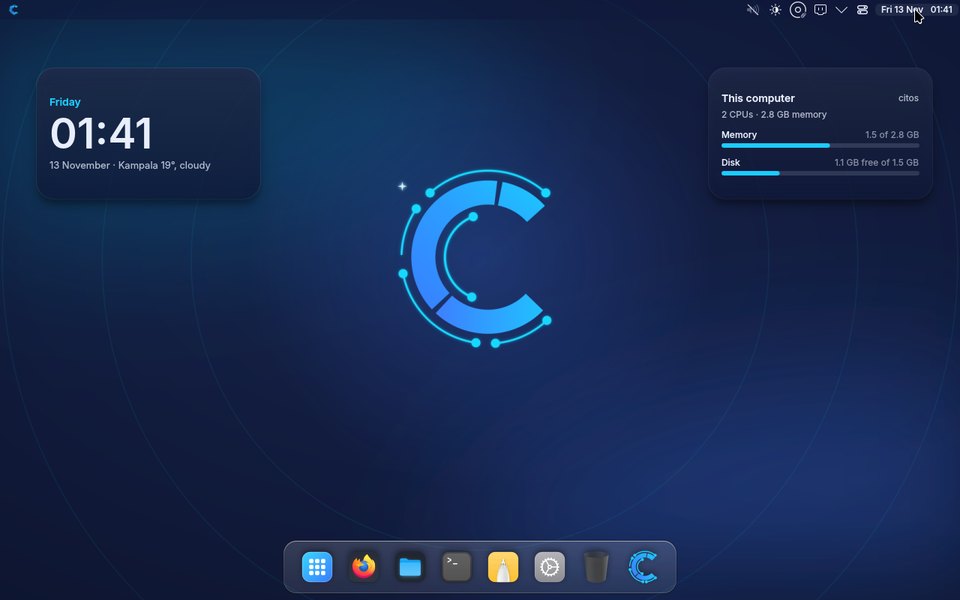 Fri 13 Nov 01:41
Friday
01:41
13 November · Kampala 19°, cloudy
This computer citos
2 CPUs · 2.8 GB memory
Memory 1.5 of 2.8 GB
Disk 1.1 GB free of 1.5 GB
>_